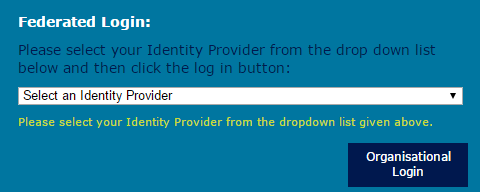 Federated Login:
Please select your Identity Provider from the drop down list
below and then click the log in button:
Select an Identity Provider
Please select your Identity Provider from the dropdown list given above.
Organisational
Login